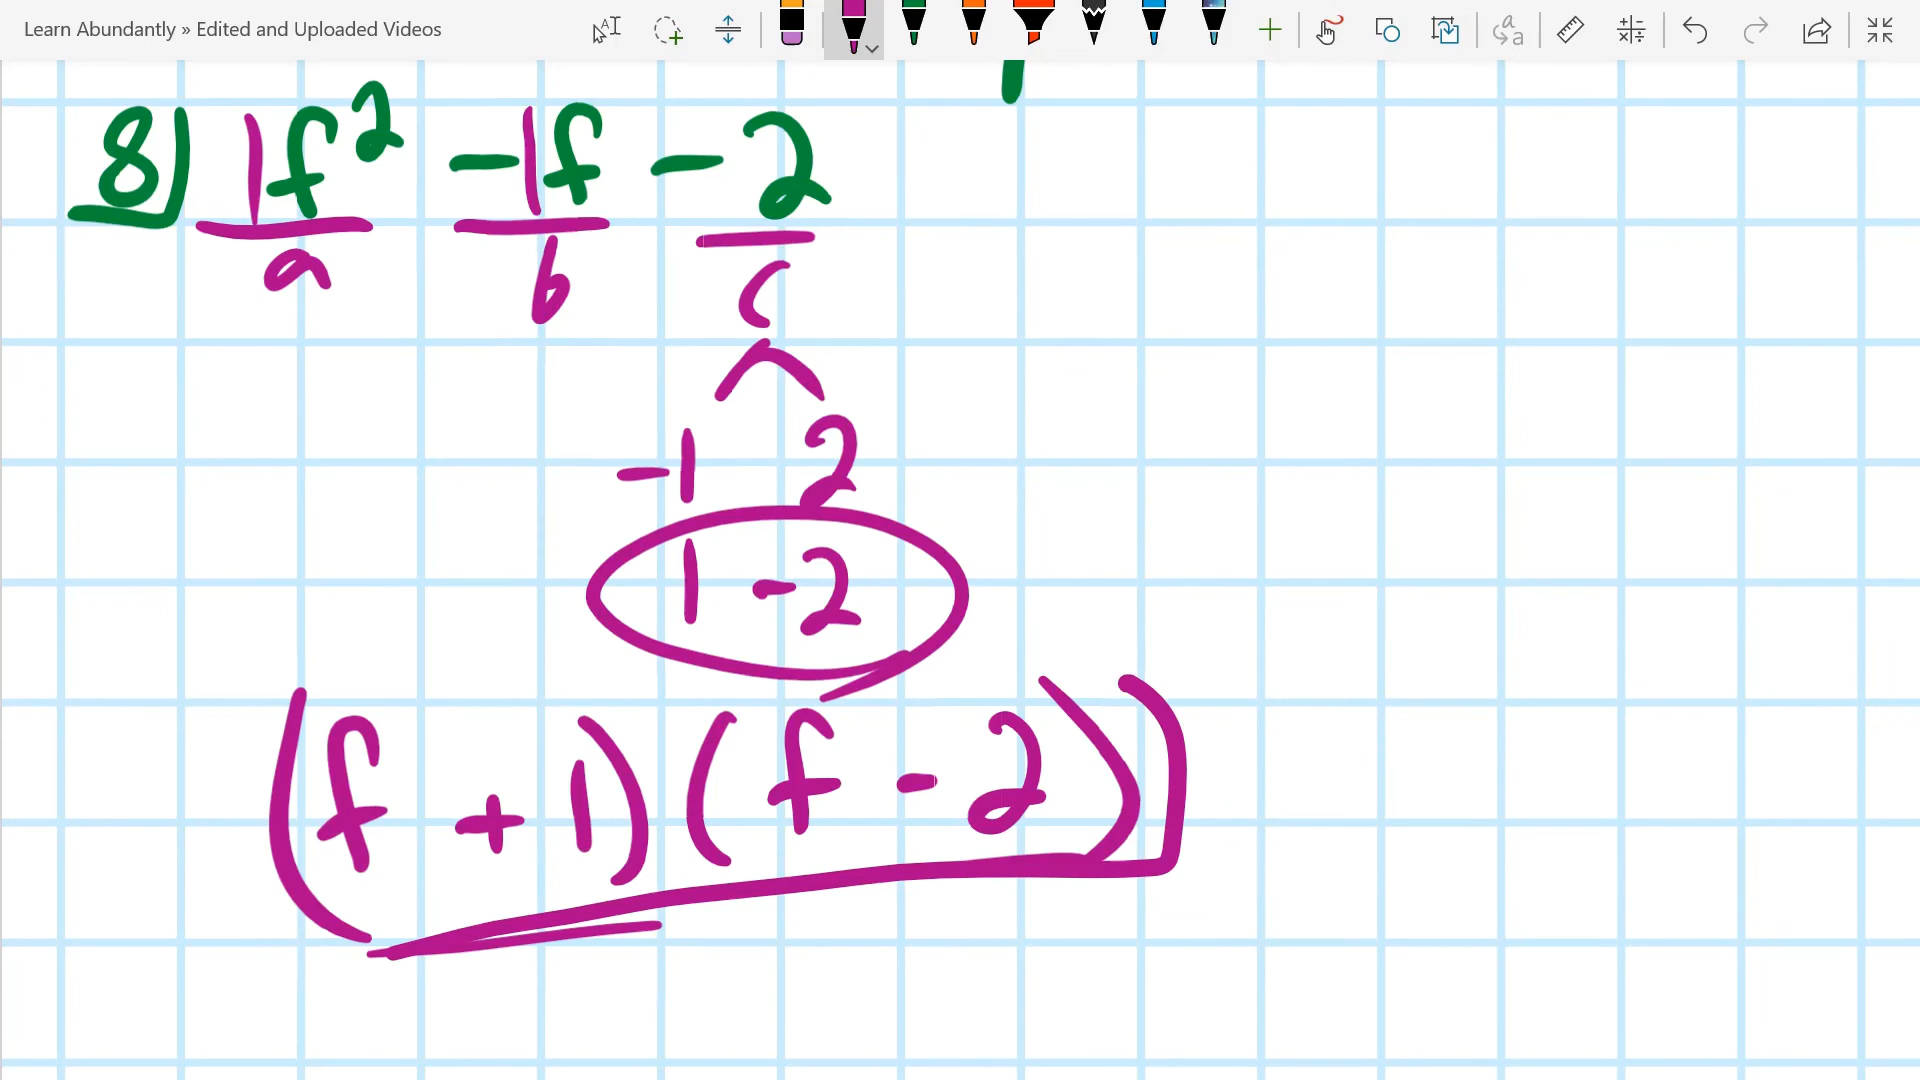 Learn Abundantly » Edited and Uploaded Videos
8) 1f² - 1f - 2
a b c
-1 2
1 -2
(f + 1)(f - 2)